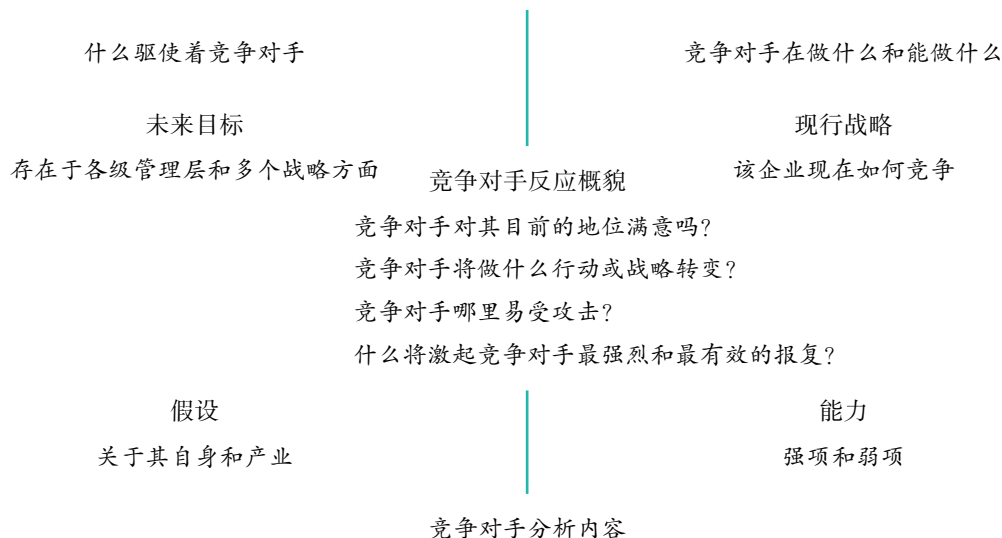 什么驱使着竞争对手
竞争对手在做什么和能做什么
未来目标
现行战略
存在于各级管理层和多个战略方面
该企业现在如何竞争
竞争对手反应概貌
竞争对手对其目前的地位满意吗?
竞争对手将做什么行动或战略转变?
竞争对手哪里易受攻击?
什么将激起竞争对手最强烈和最有效的报复?
假设
能力
关于其自身和产业
强项和弱项
竞争对手分析内容